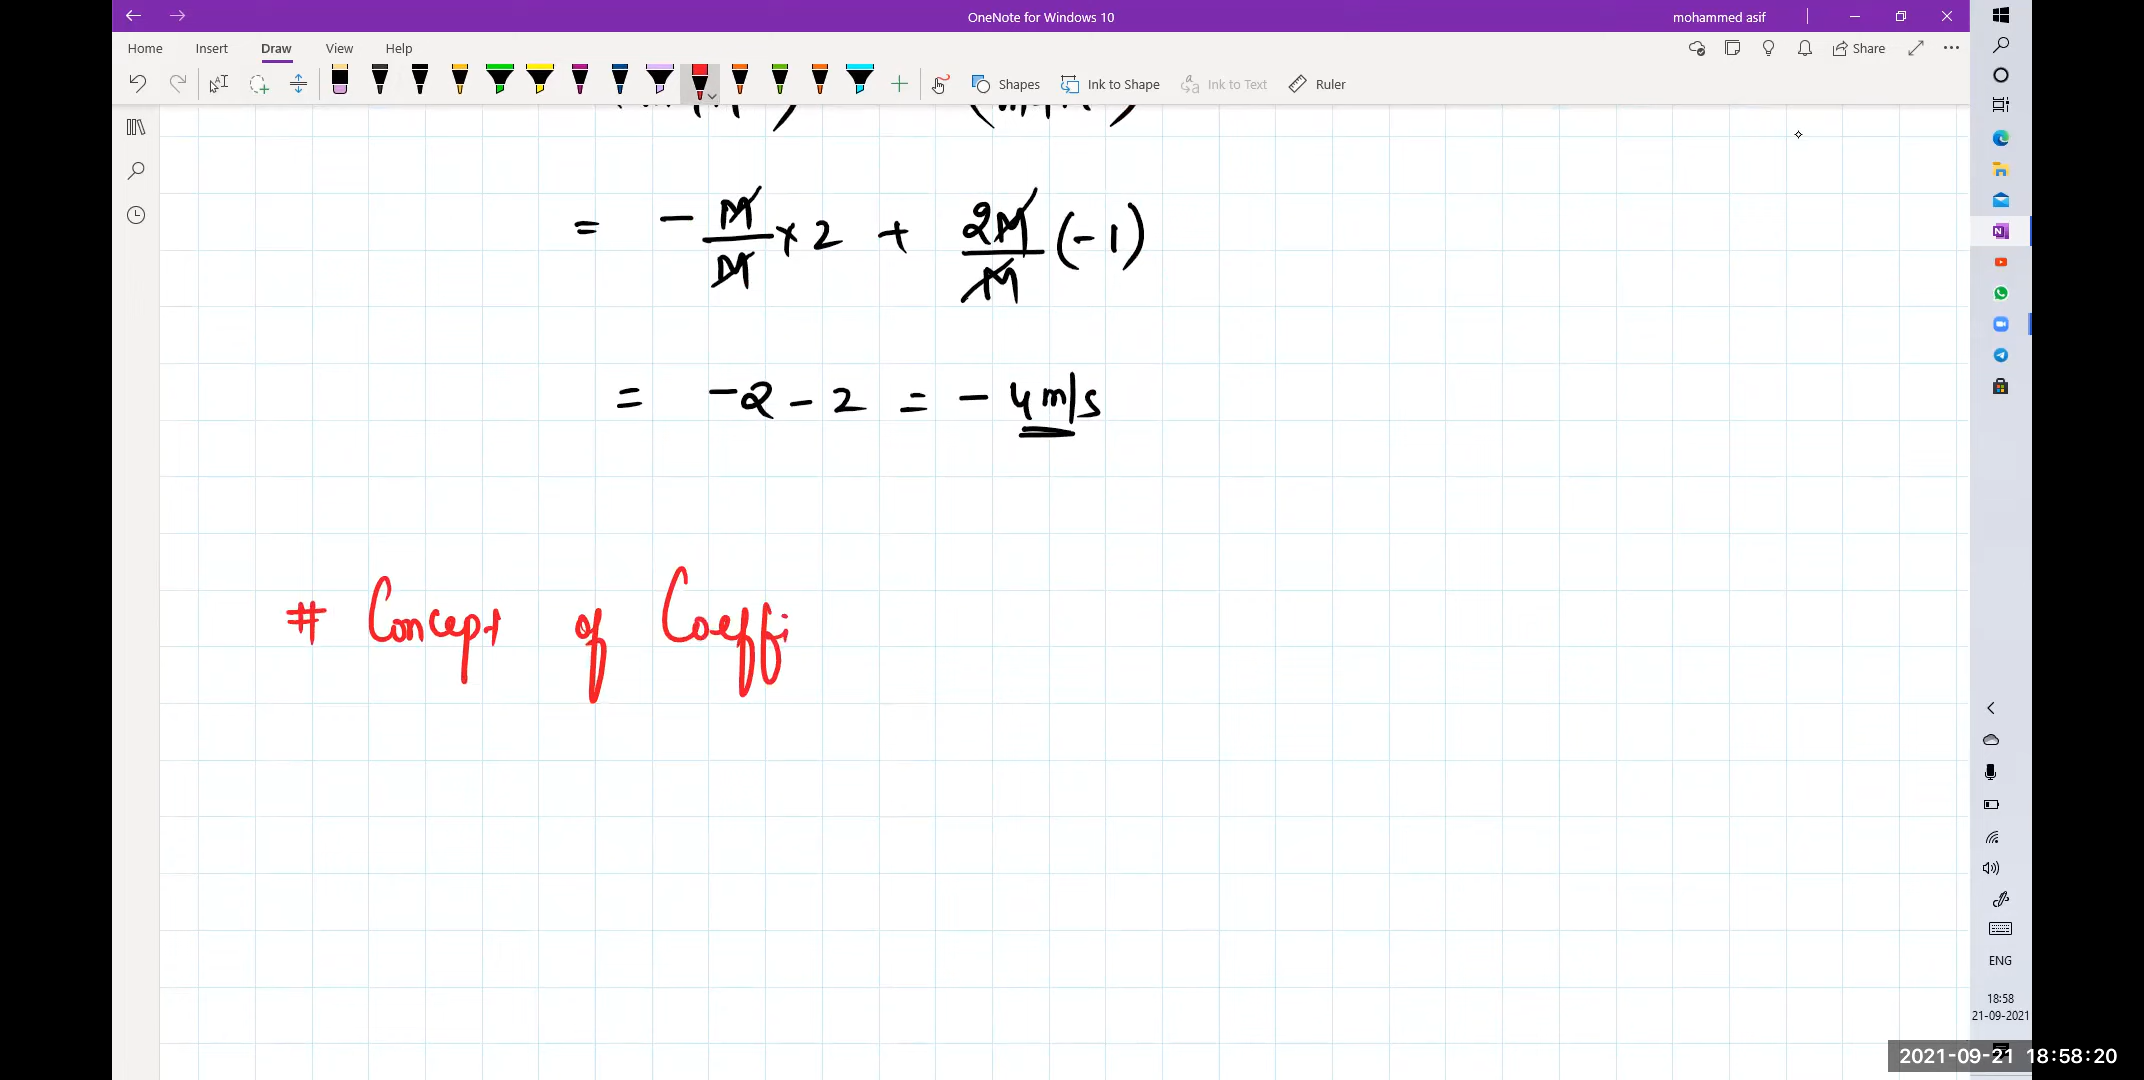 OneNote for Windows 10
mohammed asif
Home Insert Draw View Help
Share
Shapes Ink to Shape Ink to Text Ruler
= - M/M × 2 + 2M/M (-1)
= -2 - 2 = - 4 m/s
# Concept of Coeffi
ENG
18:58
21-09-2021
2021-09-21 18:58:20